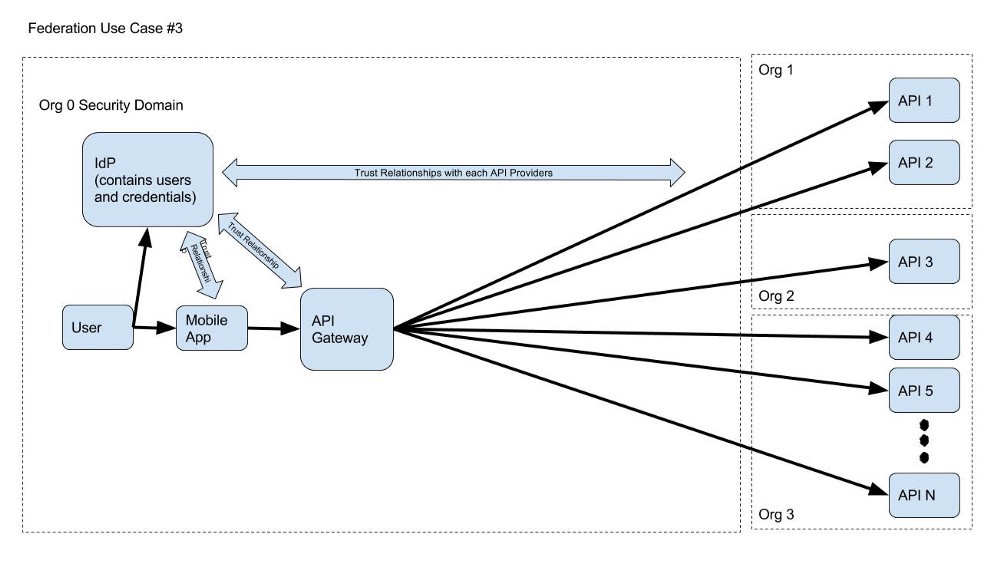 Federation Use Case #3
Org 0 Security Domain
IdP
(contains users
and credentials)
Trust Relationships with each API Providers
Trust Relationship
Trust
Relationshi
p
User
Mobile
App
API
Gateway
Org 1
API 1
API 2
API 3
Org 2
API 4
API 5
API N
Org 3